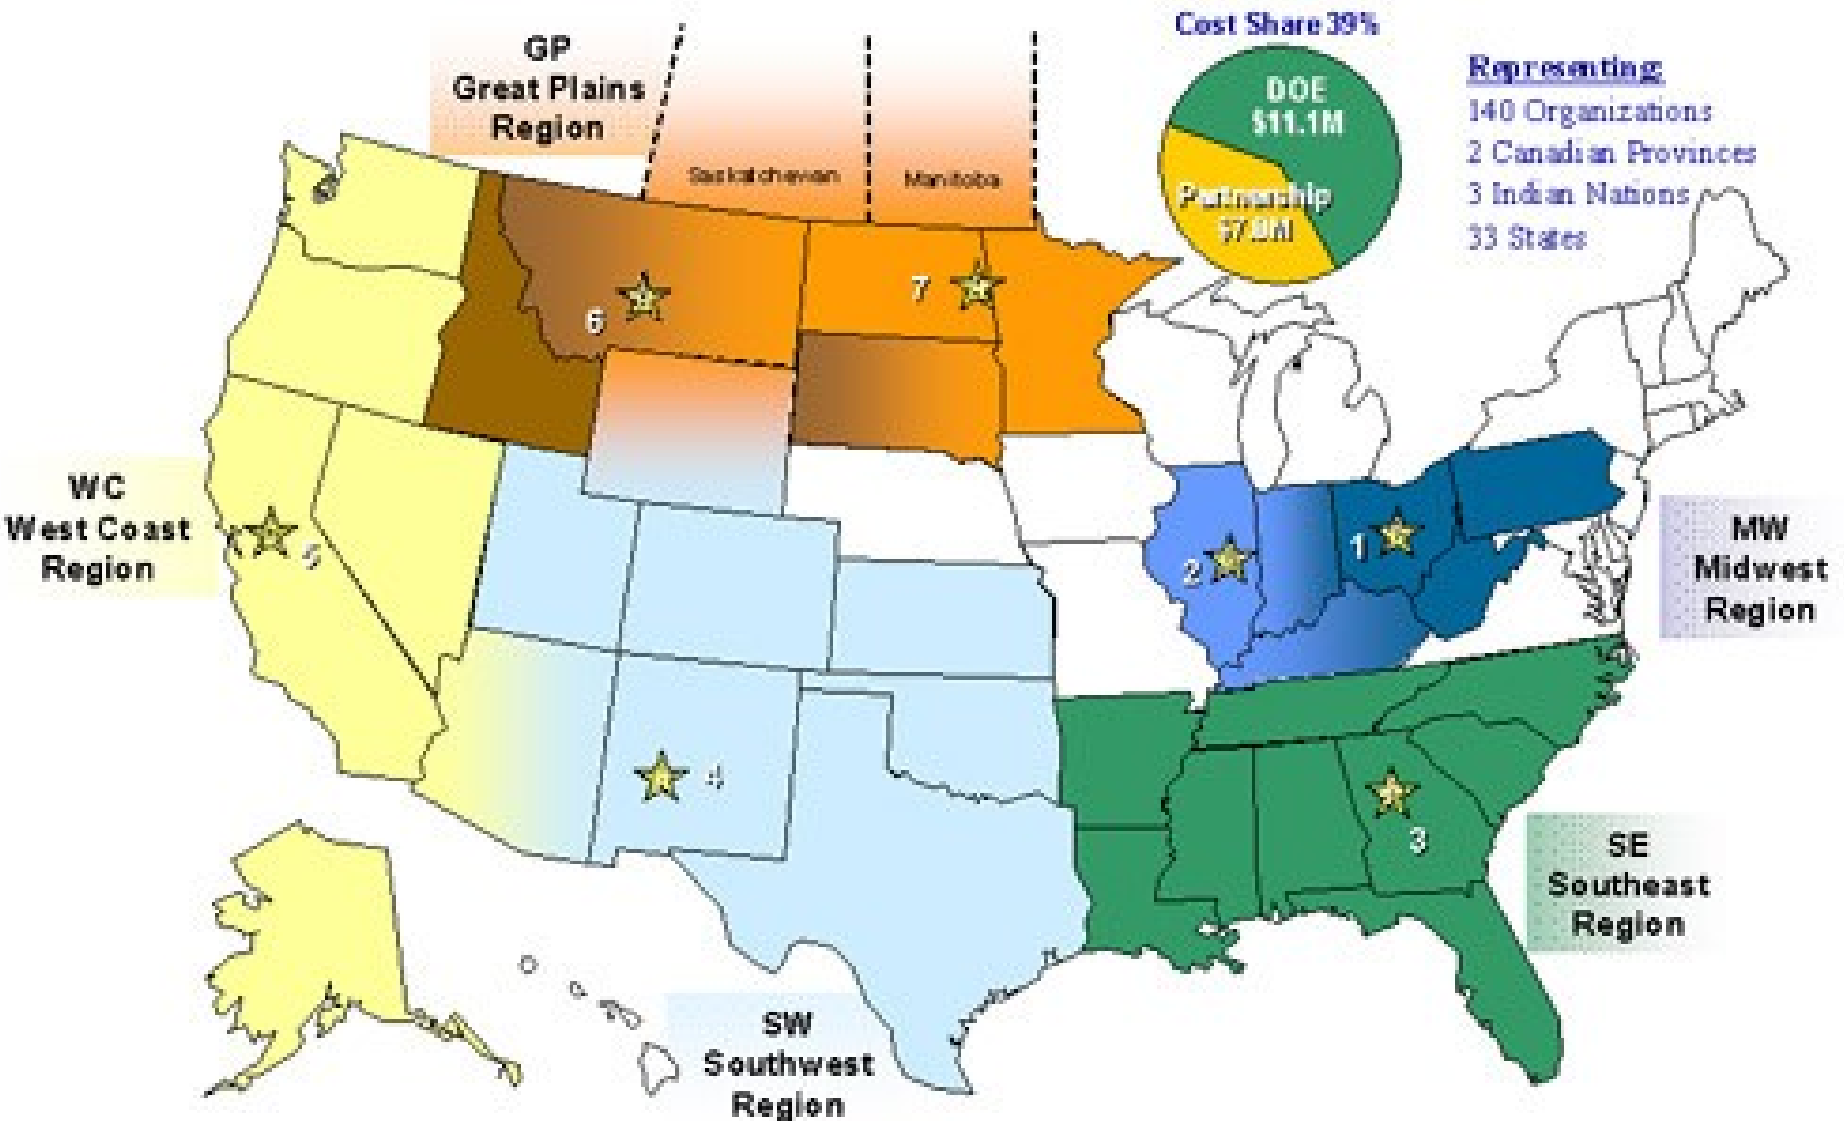 GP
Great Plains
Region
Saskatchewan
Manitoba
Cost Share 39%
DOE
$11.1M
Partnership
$7.0M
Representing:
140 Organizations
2 Canadian Provinces
3 Indian Nations
33 States
6
7
WC
West Coast
Region
5
2
1
MW
Midwest
Region
4
3
SE
Southeast
Region
SW
Southwest
Region